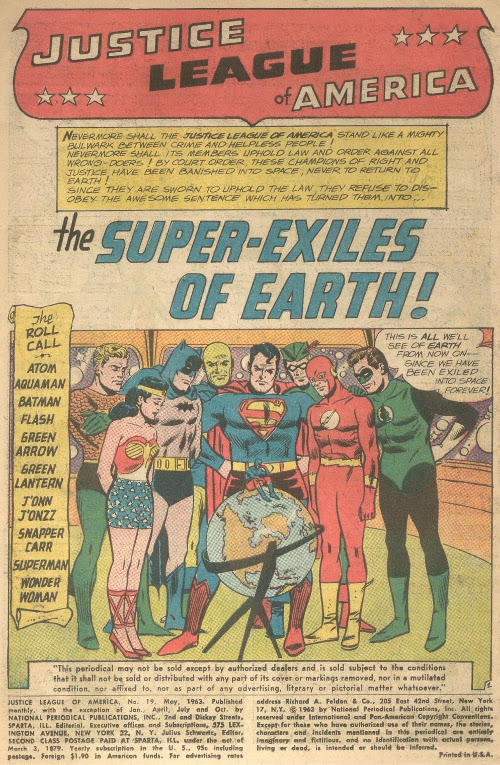 JUSTICE
LEAGUE
of AMERICA
NEVERMORE SHALL THE JUSTICE LEAGUE OF AMERICA STAND LIKE A MIGHTY
BULWARK BETWEEN CRIME AND HELPLESS PEOPLE!
NEVERMORE SHALL ITS MEMBERS UPHOLD LAW AND ORDER AGAINST ALL
WRONG-DOERS! BY COURT ORDER, THESE CHAMPIONS OF RIGHT AND
JUSTICE, HAVE BEEN BANISHED INTO SPACE, NEVER TO RETURN TO
EARTH!
SINCE THEY ARE SWORN TO UPHOLD THE LAW, THEY REFUSE TO DIS-
OBEY THE AWESOME SENTENCE WHICH HAS TURNED THEM INTO...
the SUPER-EXILES
OF EARTH!
The
ROLL
CALL
ATOM
AQUAMAN
BATMAN
FLASH
GREEN
ARROW
GREEN
LANTERN
J'ONN
J'ONZZ
SNAPPER
CARR
SUPERMAN
WONDER
WOMAN
THIS IS ALL WE'LL
SEE OF EARTH
FROM NOW ON--
SINCE WE HAVE
BEEN EXILED
INTO SPACE
FOREVER!
S
"This periodical may not be sold except by authorized dealers and is sold subject to the conditions
that it shall not be sold or distributed with any part of its cover or markings removed, nor in a mutilated
condition, nor affixed to, nor as part of any advertising, literary or pictorial matter whatsoever."
JUSTICE LEAGUE OF AMERICA, No. 19, May, 1963. Published
monthly, with the exception of Jan., April, July and Oct. by
NATIONAL PERIODICAL PUBLICATIONS, INC., 2nd and Dickey Streets,
SPARTA, ILL. Editorial, Executive offices and Subscriptions, 575 LEX-
INGTON AVENUE, NEW YORK 22, N. Y. Julius Schwartz, Editor.
SECOND CLASS POSTAGE PAID AT SPARTA, ILL. under the act of
March 3, 1879. Yearly subscription in the U. S., 95c including
postage. Foreign $1.90 in American funds. For advertising rates
address Richard A. Feldon & Co., 205 East 42nd Street, New York
17, N.Y. © 1963 by National Periodical Publications, Inc. All rights
reserved under International and Pan-American Copyright Conventions.
Except for those who have authorized use of their names, the stories,
characters and incidents mentioned in this periodical are entirely
imaginary and fictitious, and no identification with actual persons,
living or dead, is intended or should be inferred.
Printed in U.S.A.